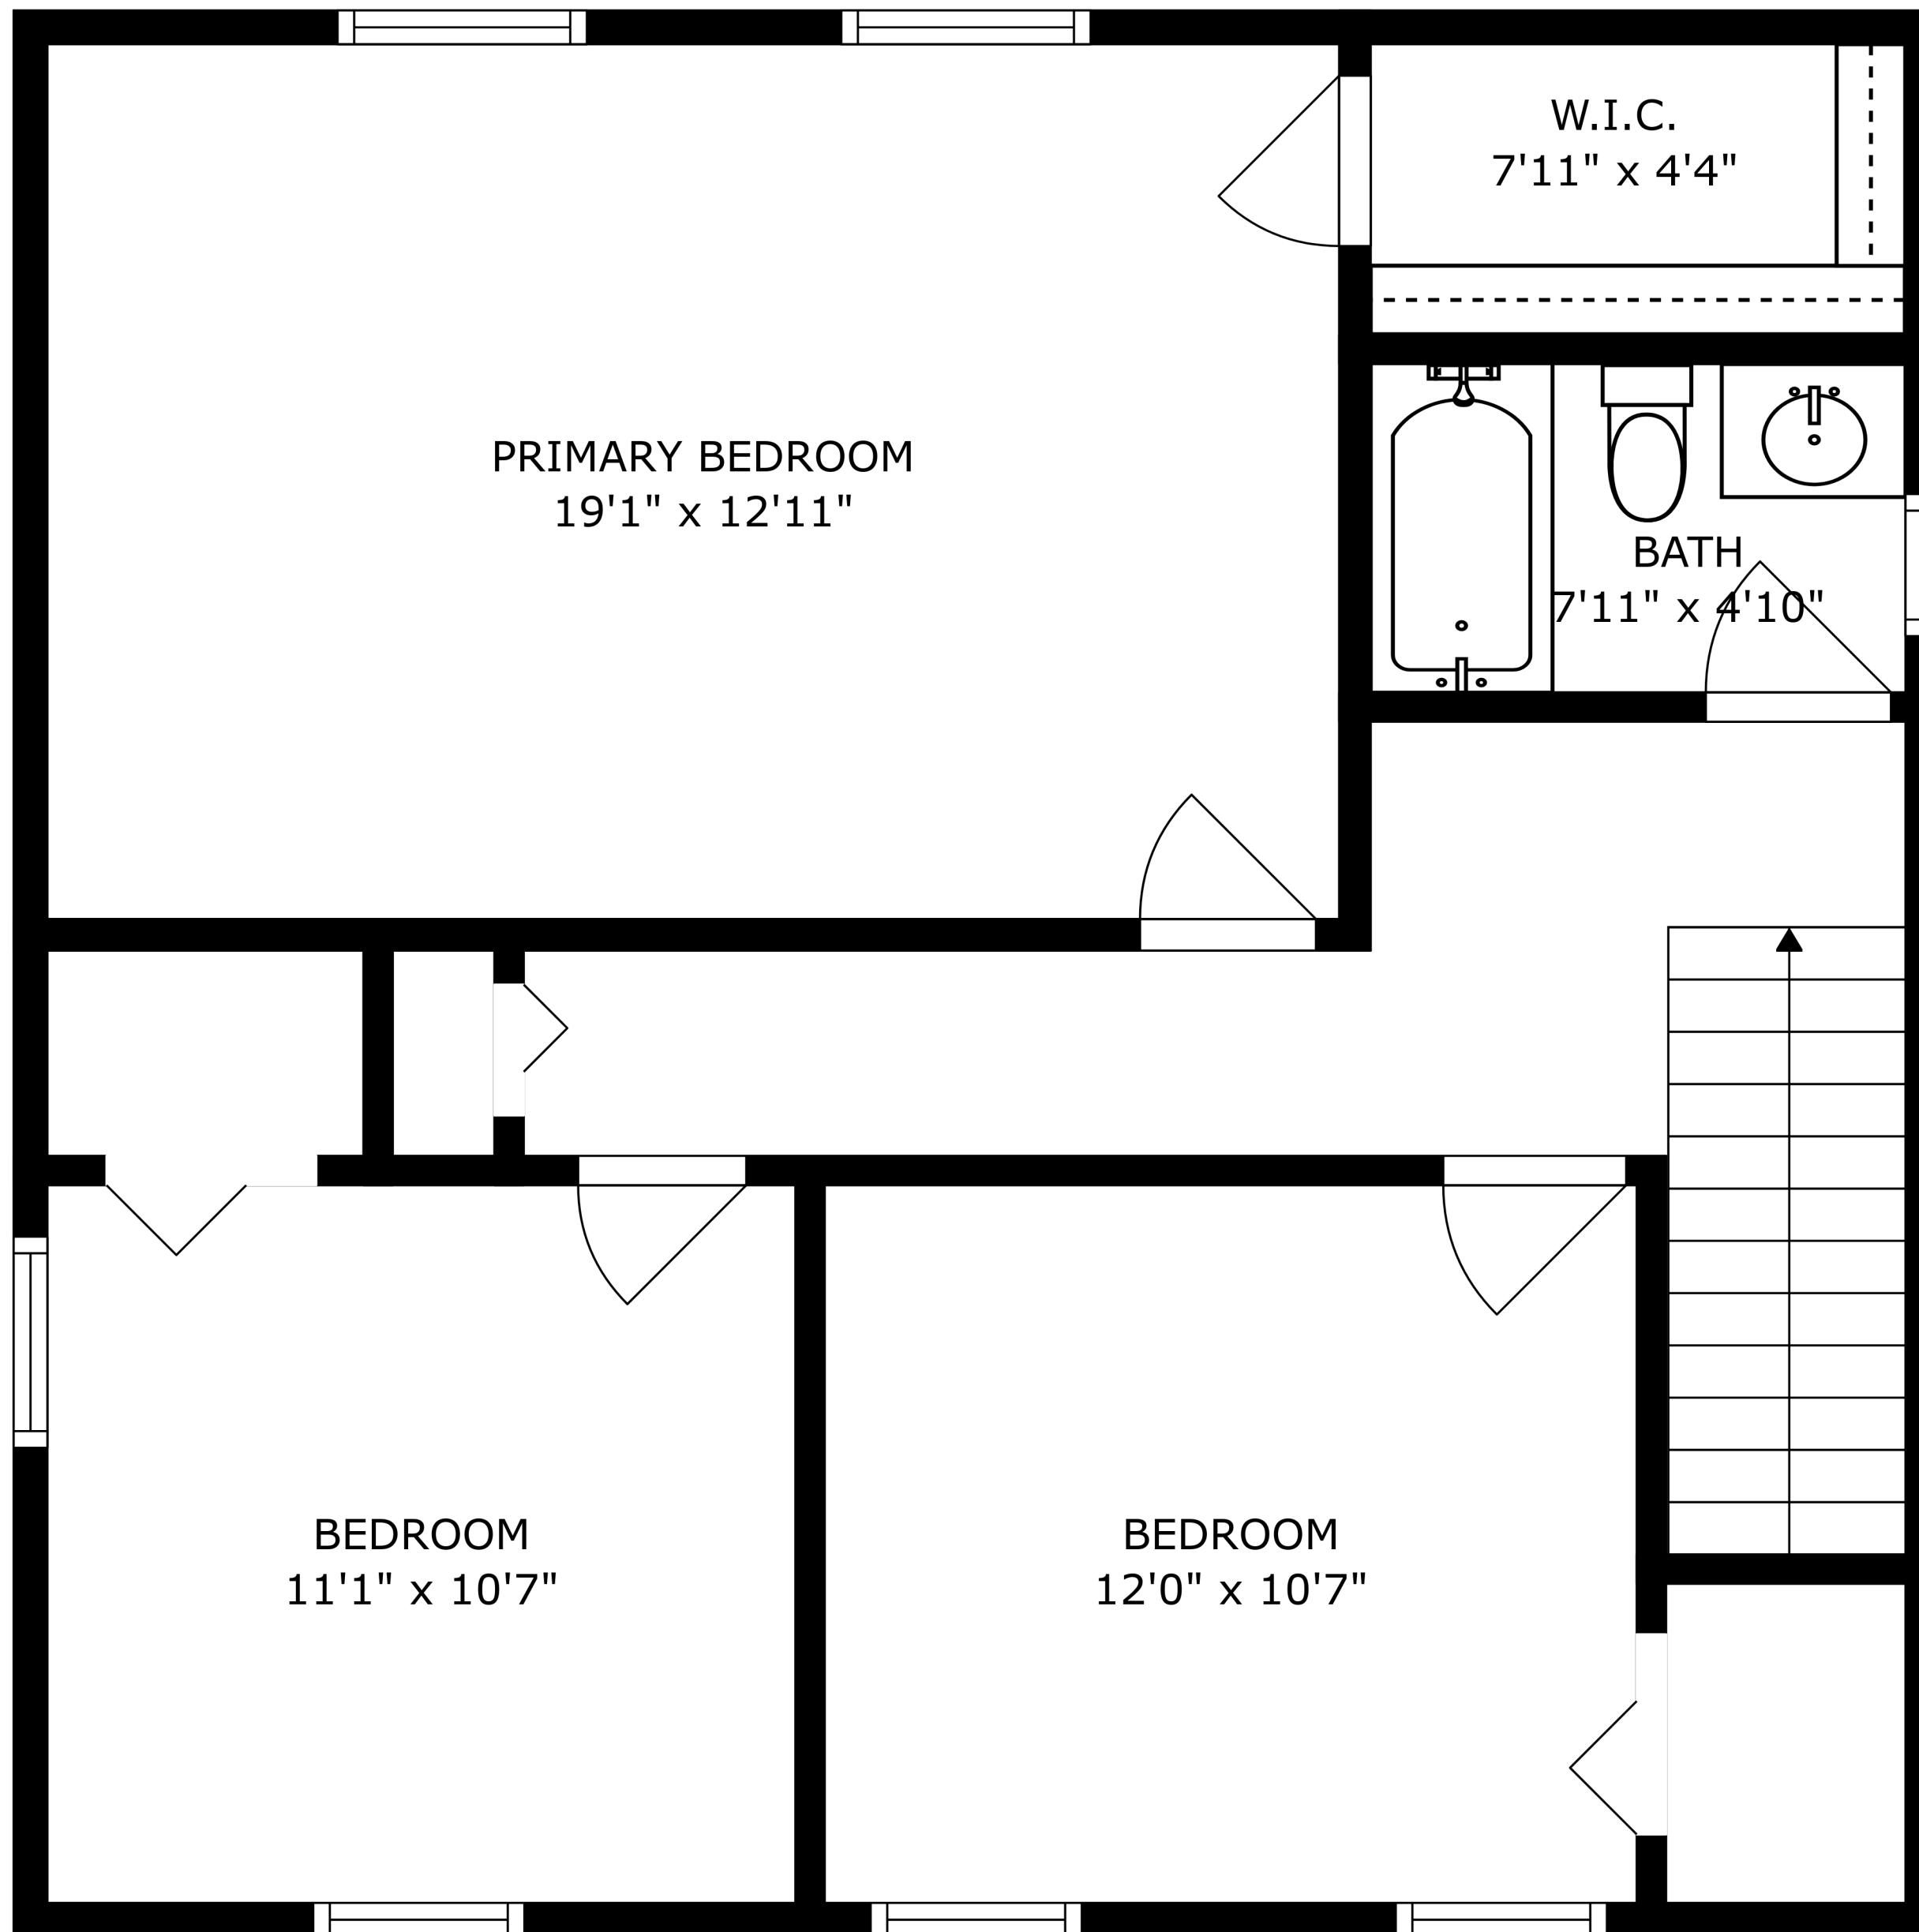 W.I.C.
7'11" x 4'4"
PRIMARY BEDROOM
19'1" x 12'11"
BATH
7'11" x 4'10"
BEDROOM
11'1" x 10'7"
BEDROOM
12'0" x 10'7"